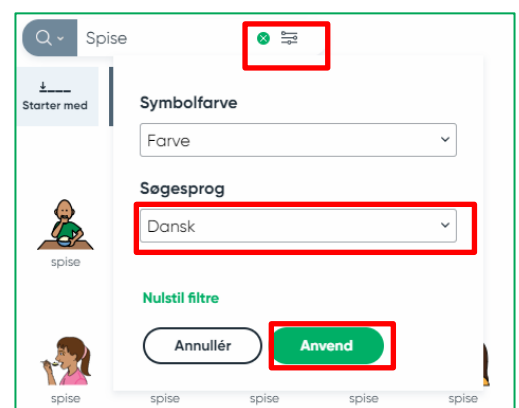 Spise
Starter med
Symbolfarve
Farve
Søgesprog
Dansk
spise
Nulstil filtre
Annullér Anvend
spise spise spise spise spise